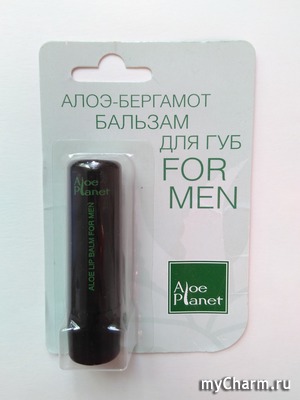 АЛОЭ-БЕРГАМОТ
БАЛЬЗАМ
ДЛЯ ГУБ
FOR
MEN
Aloe
Planet
ALOE LIP BALM FOR MEN
Aloe
Planet
myCharm.ru